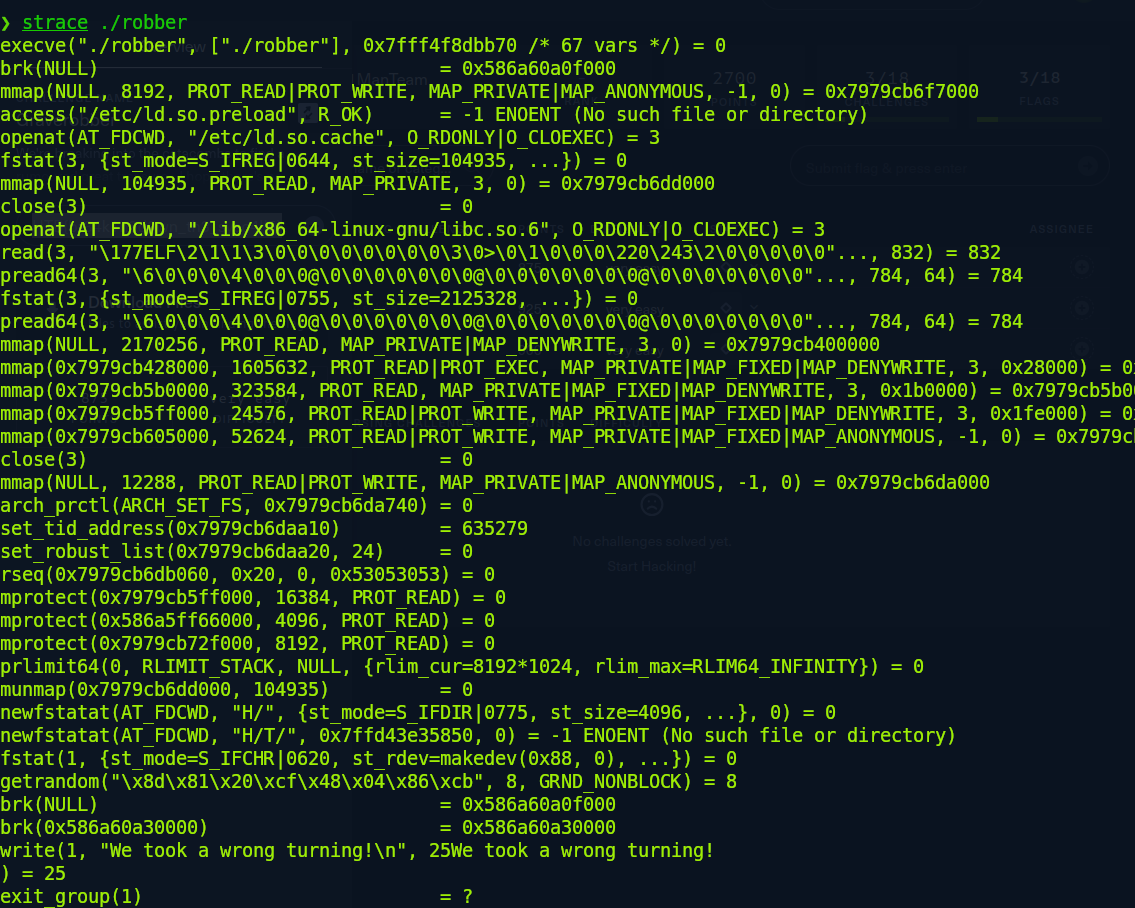 ❯ strace ./robber
execve("./robber", ["./robber"], 0x7fff4f8dbb70 /* 67 vars */) = 0
brk(NULL)                               = 0x586a60a0f000
mmap(NULL, 8192, PROT_READ|PROT_WRITE, MAP_PRIVATE|MAP_ANONYMOUS, -1, 0) = 0x7979cb6f7000
access("/etc/ld.so.preload", R_OK)      = -1 ENOENT (No such file or directory)
openat(AT_FDCWD, "/etc/ld.so.cache", O_RDONLY|O_CLOEXEC) = 3
fstat(3, {st_mode=S_IFREG|0644, st_size=104935, ...}) = 0
mmap(NULL, 104935, PROT_READ, MAP_PRIVATE, 3, 0) = 0x7979cb6dd000
close(3)                                = 0
openat(AT_FDCWD, "/lib/x86_64-linux-gnu/libc.so.6", O_RDONLY|O_CLOEXEC) = 3
read(3, "\177ELF\2\1\1\3\0\0\0\0\0\0\0\0\3\0>\0\1\0\0\0\220\243\2\0\0\0\0\0"..., 832) = 832
pread64(3, "\6\0\0\0\4\0\0\0@\0\0\0\0\0\0\0@\0\0\0\0\0\0\0@\0\0\0\0\0\0\0"..., 784, 64) = 784
fstat(3, {st_mode=S_IFREG|0755, st_size=2125328, ...}) = 0
pread64(3, "\6\0\0\0\4\0\0\0@\0\0\0\0\0\0\0@\0\0\0\0\0\0\0@\0\0\0\0\0\0\0"..., 784, 64) = 784
mmap(NULL, 2170256, PROT_READ, MAP_PRIVATE|MAP_DENYWRITE, 3, 0) = 0x7979cb400000
mmap(0x7979cb428000, 1605632, PROT_READ|PROT_EXEC, MAP_PRIVATE|MAP_FIXED|MAP_DENYWRITE, 3, 0x28000) = 0
mmap(0x7979cb5b0000, 323584, PROT_READ, MAP_PRIVATE|MAP_FIXED|MAP_DENYWRITE, 3, 0x1b0000) = 0x7979cb5b0
mmap(0x7979cb5ff000, 24576, PROT_READ|PROT_WRITE, MAP_PRIVATE|MAP_FIXED|MAP_DENYWRITE, 3, 0x1fe000) = 0
mmap(0x7979cb605000, 52624, PROT_READ|PROT_WRITE, MAP_PRIVATE|MAP_FIXED|MAP_ANONYMOUS, -1, 0) = 0x7979c
close(3)                                = 0
mmap(NULL, 12288, PROT_READ|PROT_WRITE, MAP_PRIVATE|MAP_ANONYMOUS, -1, 0) = 0x7979cb6da000
arch_prctl(ARCH_SET_FS, 0x7979cb6da740) = 0
set_tid_address(0x7979cb6daa10)         = 635279
set_robust_list(0x7979cb6daa20, 24)     = 0
rseq(0x7979cb6db060, 0x20, 0, 0x53053053) = 0
mprotect(0x7979cb5ff000, 16384, PROT_READ) = 0
mprotect(0x586a5ff66000, 4096, PROT_READ) = 0
mprotect(0x7979cb72f000, 8192, PROT_READ) = 0
prlimit64(0, RLIMIT_STACK, NULL, {rlim_cur=8192*1024, rlim_max=RLIM64_INFINITY}) = 0
munmap(0x7979cb6dd000, 104935)          = 0
newfstatat(AT_FDCWD, "H/", {st_mode=S_IFDIR|0775, st_size=4096, ...}, 0) = 0
newfstatat(AT_FDCWD, "H/T/", 0x7ffd43e35850, 0) = -1 ENOENT (No such file or directory)
fstat(1, {st_mode=S_IFCHR|0620, st_rdev=makedev(0x88, 0), ...}) = 0
getrandom("\x8d\x81\x20\xcf\x48\x04\x86\xcb", 8, GRND_NONBLOCK) = 8
brk(NULL)                               = 0x586a60a0f000
brk(0x586a60a30000)                     = 0x586a60a30000
write(1, "We took a wrong turning!\n", 25We took a wrong turning!
) = 25
exit_group(1)                           = ?
2700
3/18
3/18
FLAGS
ASSIGNEE
No challenges solved yet.
Start Hacking!